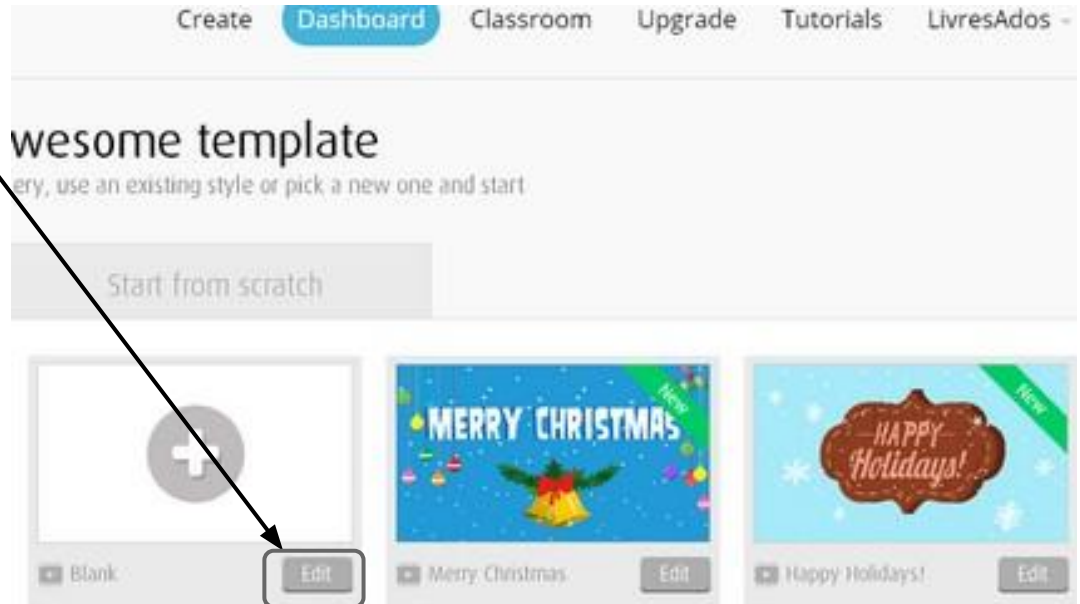 Create Dashboard Classroom Upgrade Tutorials LivresAdos
wesome template
ery, use an existing style or pick a new one and start
Start from scratch
MERRY CHRISTMAS
New
HAPPY
Holidays!
New
Blank Edit
Merry Christmas Edit
Happy Holidays! Edit